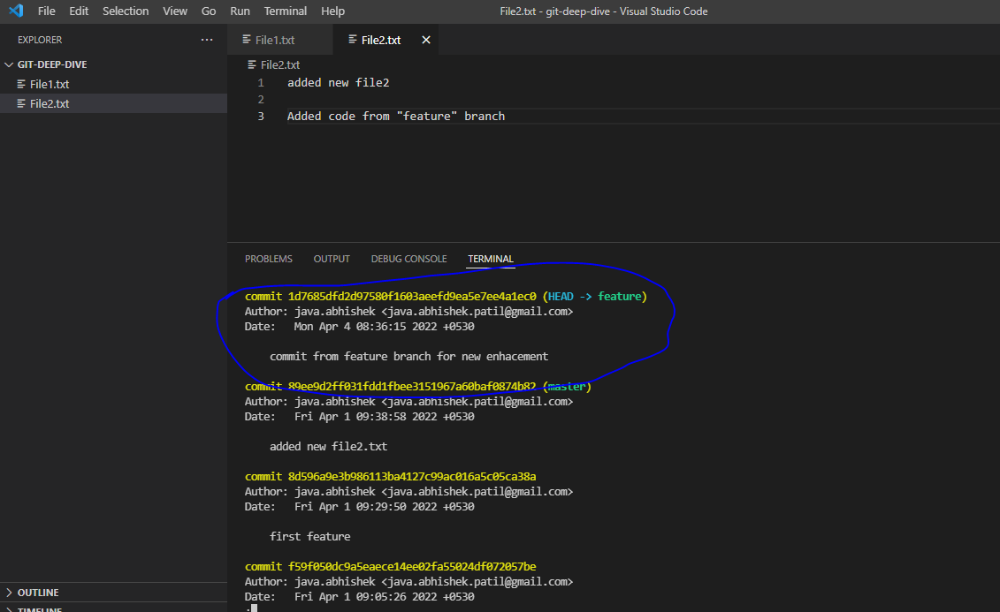 File Edit Selection View Go Run Terminal Help File2.txt - git-deep-dive - Visual Studio Code
EXPLORER
GIT-DEEP-DIVE
File1.txt
File2.txt
File1.txt File2.txt
File2.txt
1 added new file2
2
3 Added code from "feature" branch
PROBLEMS OUTPUT DEBUG CONSOLE TERMINAL
commit 1d7685dfd2d97580f1603aeefd9ea5e7ee4a1ec0 (HEAD -> feature)
Author: java.abhishek <java.abhishek.patil@gmail.com>
Date: Mon Apr 4 08:36:15 2022 +0530
commit from feature branch for new enhacement
commit 89ee9d2ff031fdd1fbee3151967a60baf0874b82 (master)
Author: java.abhishek <java.abhishek.patil@gmail.com>
Date: Fri Apr 1 09:38:58 2022 +0530
added new file2.txt
commit 8d596a9e3b986113ba4127c99ac016a5c05ca38a
Author: java.abhishek <java.abhishek.patil@gmail.com>
Date: Fri Apr 1 09:29:50 2022 +0530
first feature
commit f59f050dc9a5eaece14ee02fa55024df072057be
Author: java.abhishek <java.abhishek.patil@gmail.com>
Date: Fri Apr 1 09:05:26 2022 +0530
:
OUTLINE
TIMELINE